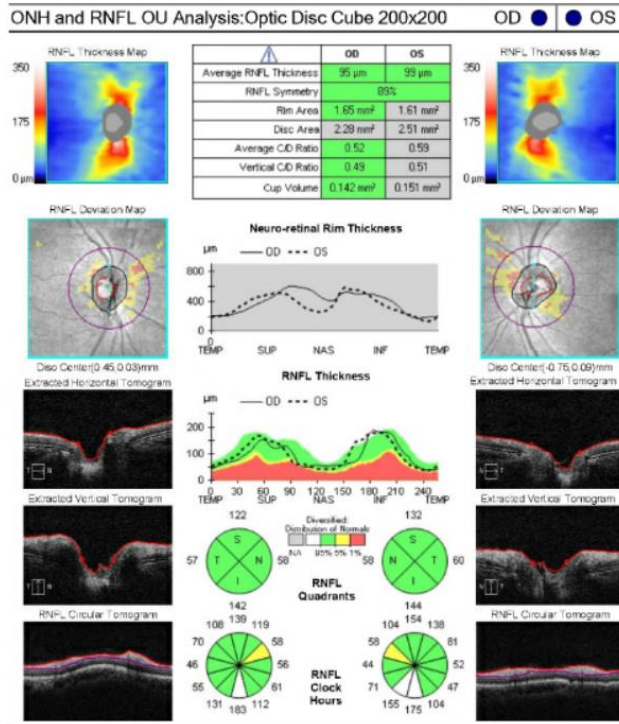 ONH and RNFL OU Analysis:Optic Disc Cube 200x200 OD OS
RNFL Thickness Map
350
175
0 µm
OD OS
Average RNFL Thickness 95 µm 99 µm
RNFL Symmetry 89%
Rim Area 1.65 mm² 1.61 mm²
Disc Area 2.28 mm² 2.51 mm²
Average C/D Ratio 0.52 0.59
Vertical C/D Ratio 0.49 0.51
Cup Volume 0.142 mm³ 0.151 mm³
RNFL Thickness Map
350
175
0 µm
RNFL Deviation Map
Disc Center(0.45,0.03)mm
Neuro-retinal Rim Thickness
µm OD OS
800
400
0
TEMP SUP NAS INF TEMP
RNFL Deviation Map
Disc Center(-0.75,0.09)mm
Extracted Horizontal Tomogram
T N
RNFL Thickness
µm OD OS
200
100
0
0 30 60 90 120 150 180 210 240
TEMP SUP NAS INF TEMP
Extracted Horizontal Tomogram
T N
Extracted Vertical Tomogram
Extracted Vertical Tomogram
122
57 S T N I 58
142
Diversified:
Distribution of Normals
NA 95% 5% 1%
RNFL
Quadrants
132
58 S N T I 60
144
RNFL Circular Tomogram
139
108 119
70 58
46 56
55 61
131 112
183
RNFL
Clock
Hours
154
104 138
58 81
44 52
71 47
155 104
175
RNFL Circular Tomogram